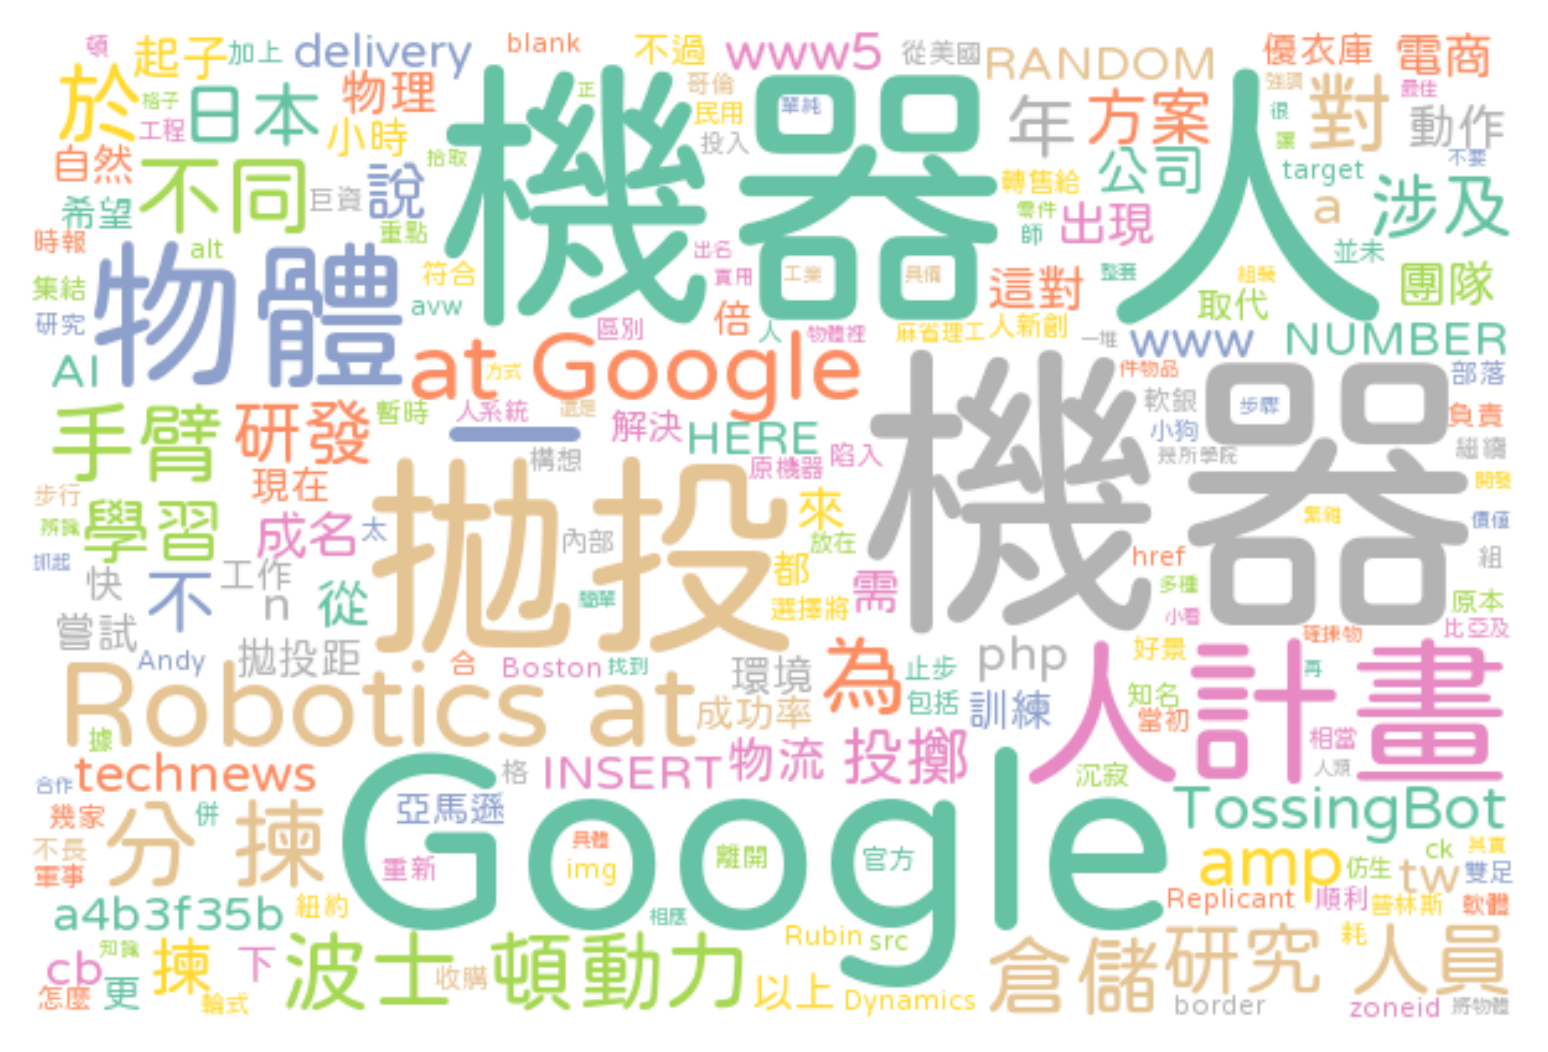 頓
起子
加上
delivery
blank
不過
www5
從美國
RANDOM
優衣庫
電商
於
格子
工程
日本
物理
小時
拾取
機器人
正
哥倫
民用
投入
單純
年
方案
很
讓
強調
對
最佳
動作
不要
自然
不同
巨資
說
重點
希望
轉售給
公司
target
a
涉及
零件
師
出現
並未
時報
alt
集結
研究
物體
符合
avw
出名
實用
工業
具備
這對
整套
組裝
取代
團隊
倍
區別
人
物體裡
麻省理工
人新創
一堆
www
NUMBER
AI
at Google
方式
件物品
部落
手臂
研發
暫時
人系統
一
還是
解決
HERE
構想
原機器
陷入
軟銀
小狗
幾所學院
機器
步驟
負責
繼續
開發
現在
步行
辨識
學習
成名
太
拋投
內部
來
放在
繁雜
價值
抓起
快
不
工作
n
從
簡單
都
選擇將
需
href
多種
小看
組
原本
比亞及
嘗試
拋投距
Andy
合
Boston
找到
環境
為
止步
包括
php
確揀物
好景
人計畫
再
知名
當初
Robotics at
成功率
訓練
據
technews
格
INSERT
物流
投擲
沉寂
相當
人類
合作
幾家
併
分揀
亞馬遜
Google
具體
img
重新
離開
官方
TossingBot
不長
軍事
amp
仿生
ck
tw
其實
雙足
a4b3f35b
紐約
相應
Replicant
順利
普林斯
軟體
知識
cb
怎麼
更
揀
輪式
下
波士頓動力
收購
Rubin
src
以上
Dynamics
倉儲
研究人員
耗
border
zoneid
將物體